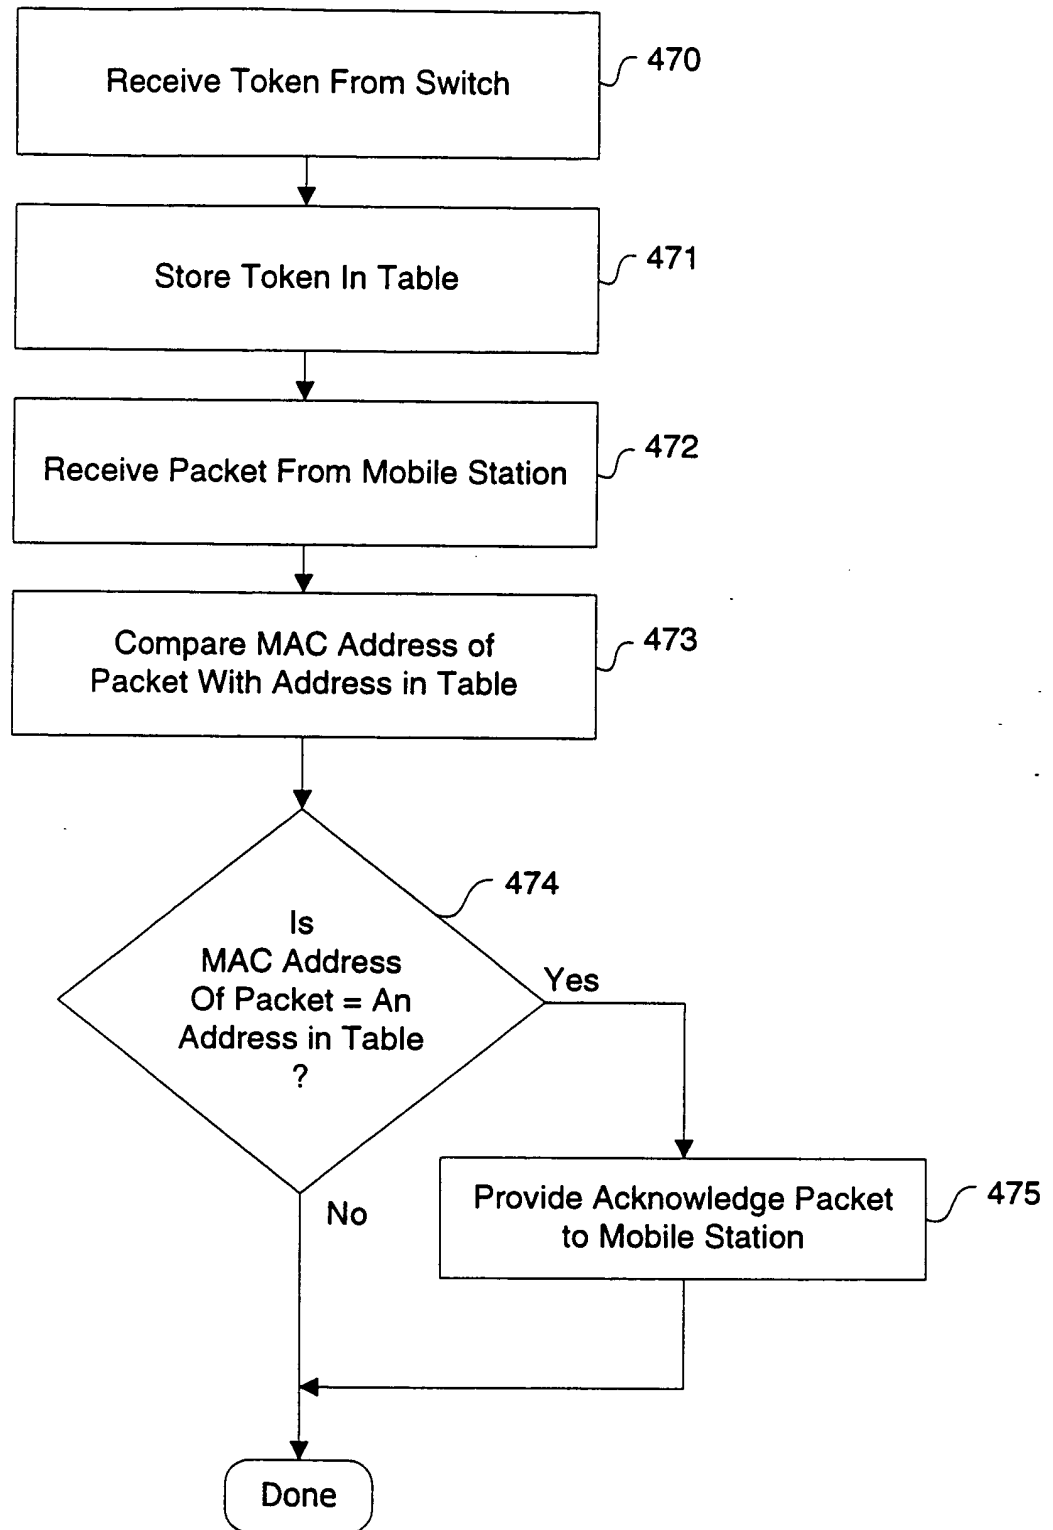 Receive Token From Switch
470
Store Token In Table
471
Receive Packet From Mobile Station
472
Compare MAC Address of
Packet With Address in Table
473
474
Is
MAC Address
Of Packet = An
Address in Table
?
Yes
No
Provide Acknowledge Packet
to Mobile Station
475
Done